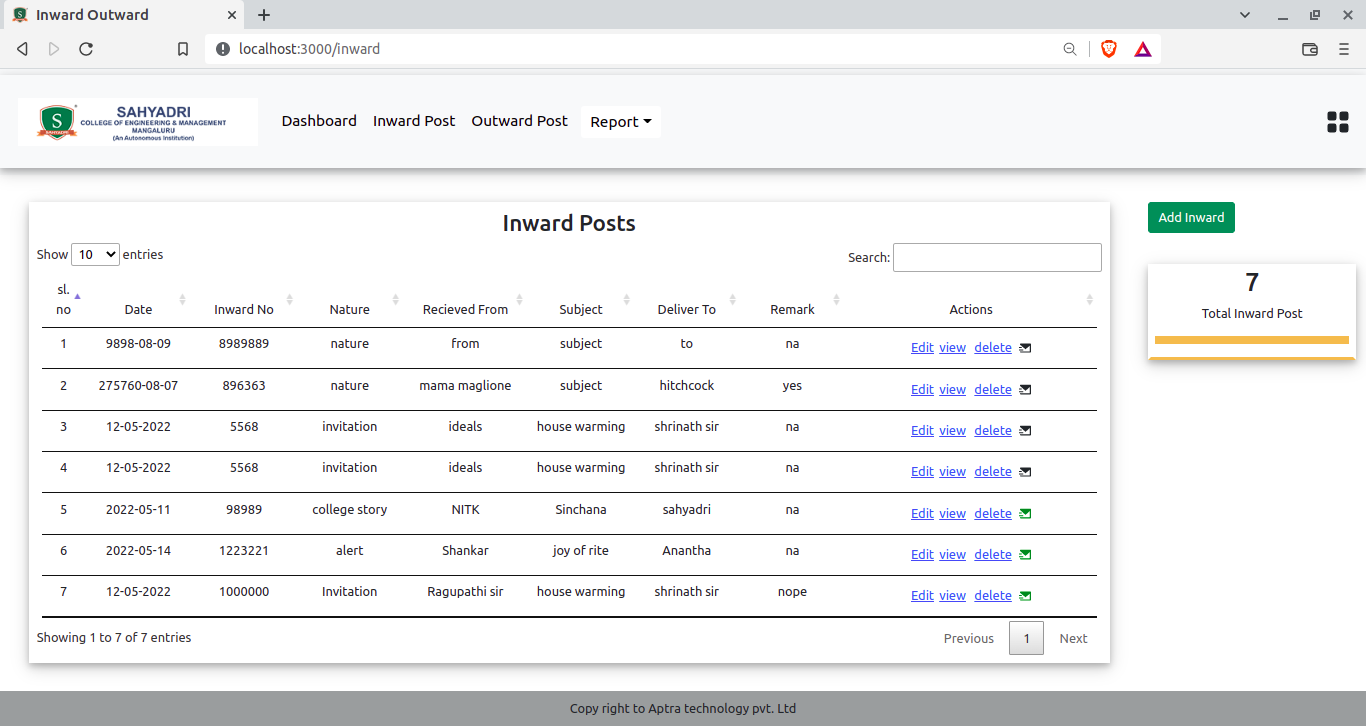 Inward Outward
localhost:3000/inward
S
SAHYADRI
SAHYADRI
COLLEGE OF ENGINEERING & MANAGEMENT
MANGALURU
(An Autonomous Institution)
Dashboard Inward Post Outward Post Report
Inward Posts
Add Inward
Show 10 entries Search:
7
Total Inward Post
sl. no Date Inward No Nature Recieved From Subject Deliver To Remark Actions
1 9898-08-09 8989889 nature from subject to na Edit view delete
2 275760-08-07 896363 nature mama maglione subject hitchcock yes Edit view delete
3 12-05-2022 5568 invitation ideals house warming shrinath sir na Edit view delete
4 12-05-2022 5568 invitation ideals house warming shrinath sir na Edit view delete
5 2022-05-11 98989 college story NITK Sinchana sahyadri na Edit view delete
6 2022-05-14 1223221 alert Shankar joy of rite Anantha na Edit view delete
7 12-05-2022 1000000 Invitation Ragupathi sir house warming shrinath sir nope Edit view delete
Showing 1 to 7 of 7 entries Previous 1 Next
Copy right to Aptra technology pvt. Ltd